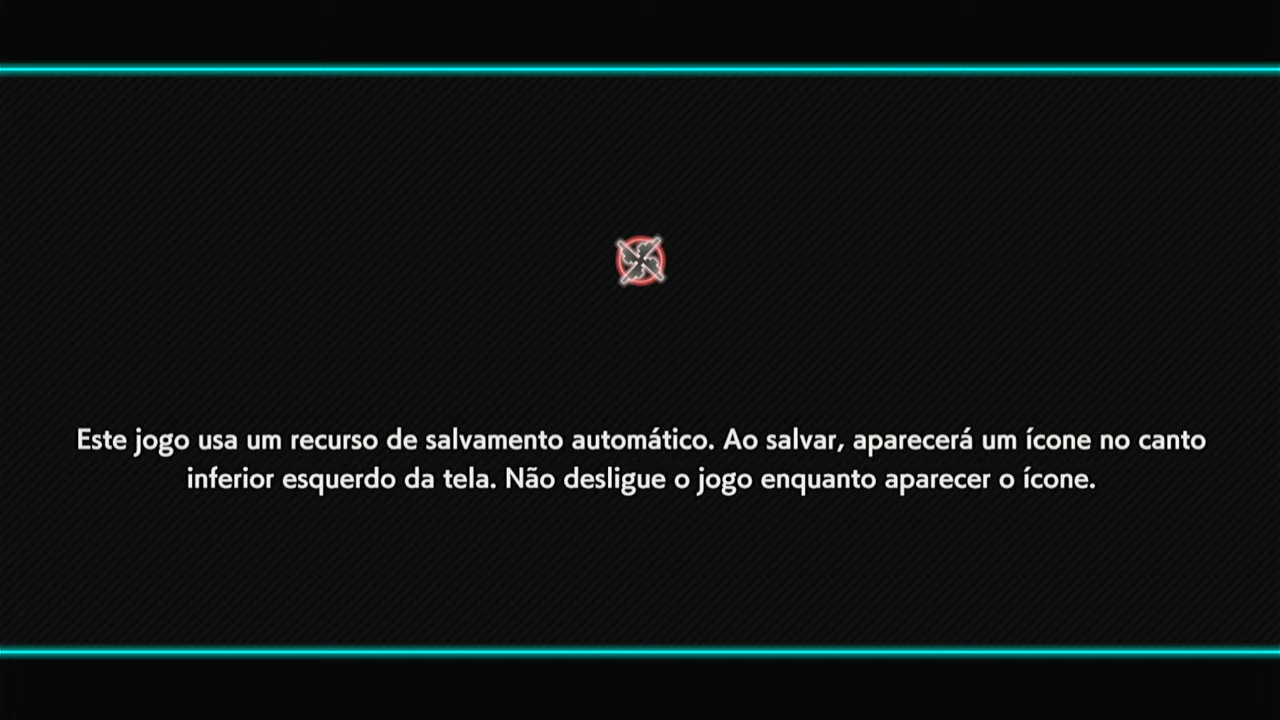 Este jogo usa um recurso de salvamento automático. Ao salvar, aparecerá um ícone no canto
inferior esquerdo da tela. Não desligue o jogo enquanto aparecer o ícone.